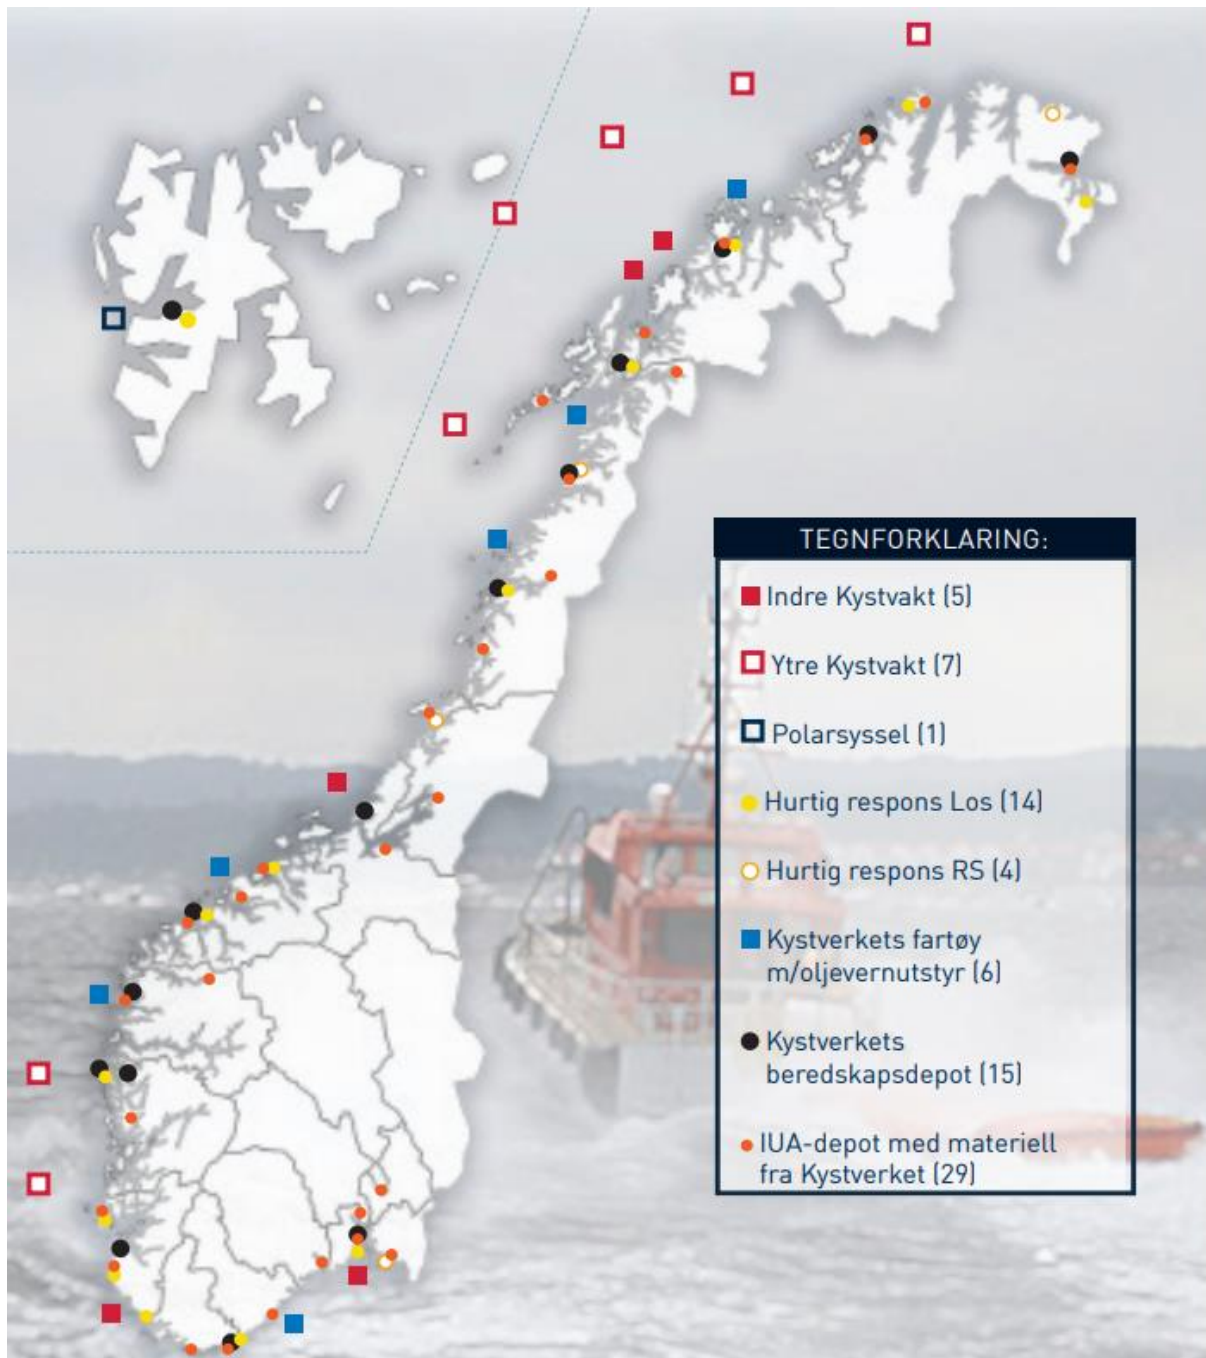 TEGNFORKLARING:
Indre Kystvakt (5)
Ytre Kystvakt (7)
Polarsyssel (1)
Hurtig respons Los (14)
Hurtig respons RS (4)
Kystverkets fartøy
m/oljevernutstyr (6)
Kystverkets
beredskapsdepot (15)
IUA-depot med materiell
fra Kystverket (29)